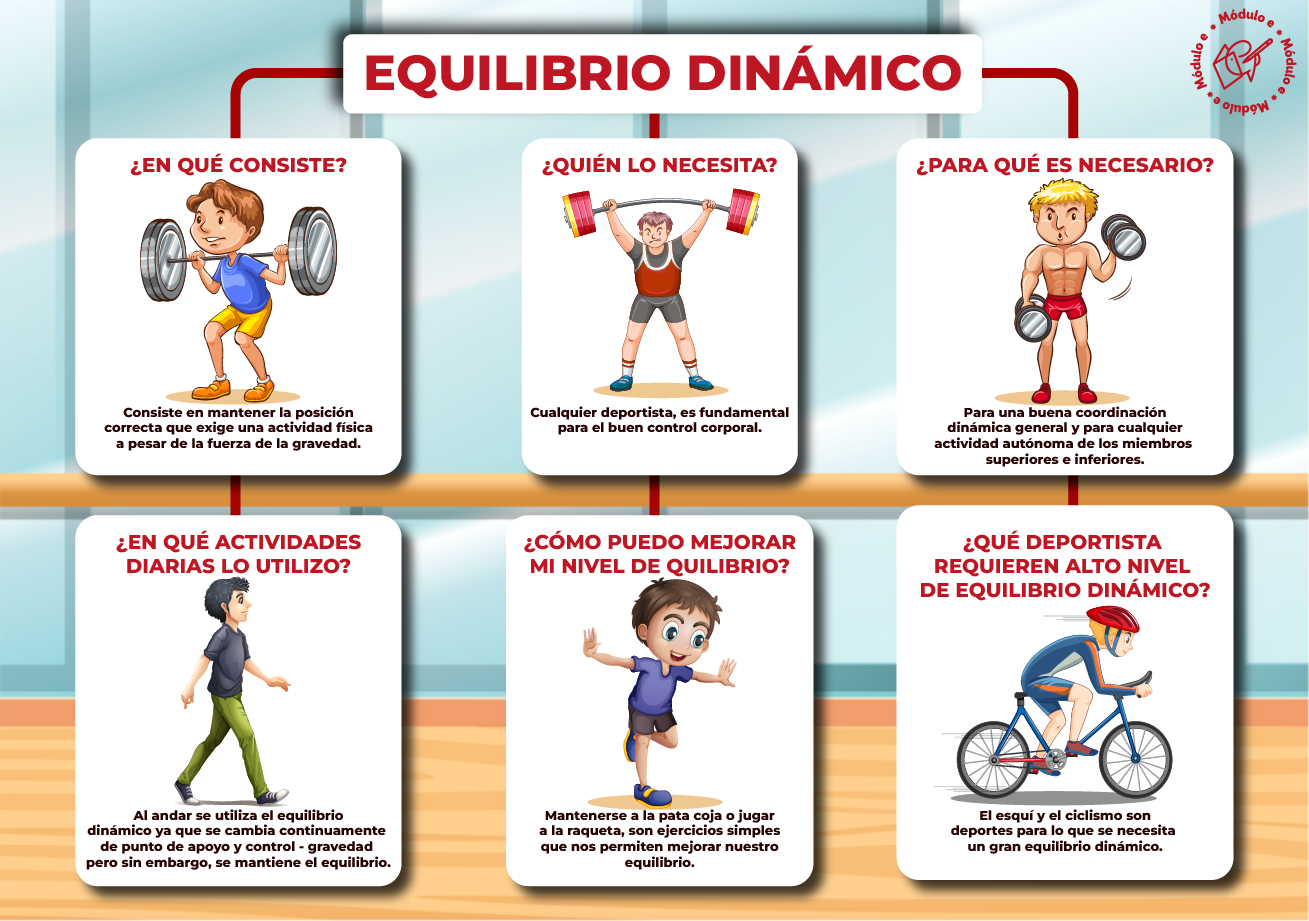 EQUILIBRIO DINÁMICO
Módulo e * Módulo e * Módulo e * Módulo e *
¿EN QUÉ CONSISTE?
Consiste en mantener la posición
correcta que exige una actividad física
a pesar de la fuerza de la gravedad.
¿QUIÉN LO NECESITA?
Cualquier deportista, es fundamental
para el buen control corporal.
¿PARA QUÉ ES NECESARIO?
Para una buena coordinación
dinámica general y para cualquier
actividad autónoma de los miembros
superiores e inferiores.
¿EN QUÉ ACTIVIDADES
DIARIAS LO UTILIZO?
Al andar se utiliza el equilibrio
dinámico ya que se cambia continuamente
de punto de apoyo y control - gravedad
pero sin embargo, se mantiene el equilibrio.
¿CÓMO PUEDO MEJORAR
MI NIVEL DE QUILIBRIO?
Mantenerse a la pata coja o jugar
a la raqueta, son ejercicios simples
que nos permiten mejorar nuestro
equilibrio.
¿QUÉ DEPORTISTA
REQUIEREN ALTO NIVEL
DE EQUILIBRIO DINÁMICO?
El esquí y el ciclismo son
deportes para lo que se necesita
un gran equilibrio dinámico.